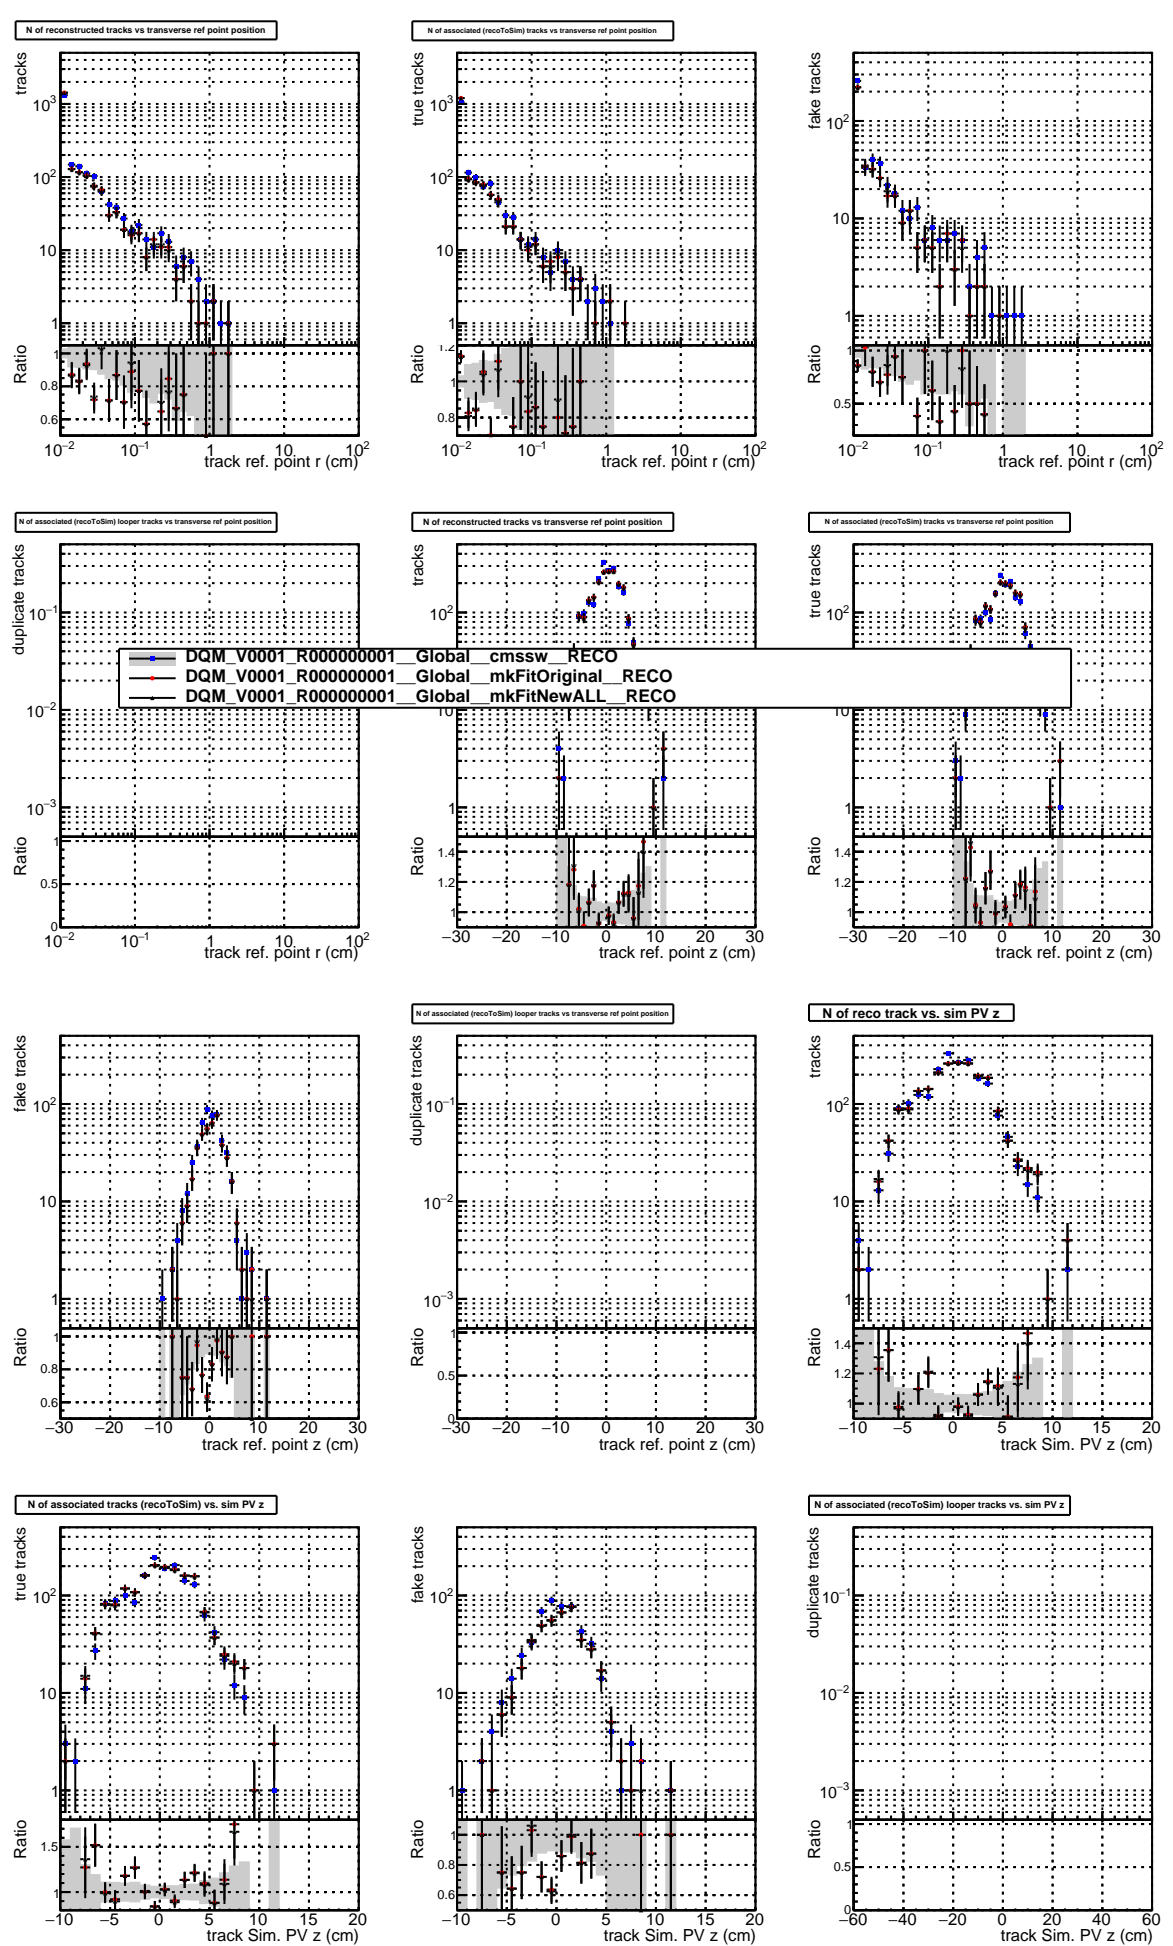 N of reconstructed tracks vs transverse ref point position
tracks
10³
10²
10
1
Ratio
1
0.8
0.6
10⁻² 10⁻¹ 1 10 10²
track ref. point r (cm)
N of associated (recoToSim) tracks vs transverse ref point position
true tracks
10³
10²
10
1
Ratio
1.2
1
0.8
10⁻² 10⁻¹ 1 10 10²
track ref. point r (cm)
fake tracks
10²
10
1
Ratio
1
0.5
10⁻² 10⁻¹ 1 10 10²
track ref. point r (cm)
N of associated (recoToSim) looper tracks vs transverse ref point position
duplicate tracks
10⁻¹
10⁻²
10⁻³
Ratio
1
0.5
0
10⁻² 10⁻¹ 1 10 10²
track ref. point r (cm)
N of reconstructed tracks vs transverse ref point position
tracks
10²
10
1
Ratio
1.4
1.2
1
−30 −20 −10 0 10 20 30
track ref. point z (cm)
N of associated (recoToSim) tracks vs transverse ref point position
true tracks
10²
10
1
Ratio
1.4
1.2
1
−30 −20 −10 0 10 20 30
track ref. point z (cm)
DQM_V0001_R000000001__Global__cmssw__RECO
DQM_V0001_R000000001__Global__mkFitOriginal__RECO
DQM_V0001_R000000001__Global__mkFitNewALL__RECO
fake tracks
10²
10
1
Ratio
1
0.8
0.6
−30 −20 −10 0 10 20 30
track ref. point z (cm)
N of associated (recoToSim) looper tracks vs transverse ref point position
duplicate tracks
10⁻¹
10⁻²
10⁻³
Ratio
1
0.5
0
−30 −20 −10 0 10 20 30
track ref. point z (cm)
N of reco track vs. sim PV z
tracks
10²
10
1
Ratio
1.4
1.2
1
−10 −5 0 5 10 15 20
track Sim. PV z (cm)
N of associated tracks (recoToSim) vs. sim PV z
true tracks
10²
10
1
Ratio
1.5
1
−10 −5 0 5 10 15 20
track Sim. PV z (cm)
fake tracks
10²
10
1
Ratio
1
0.8
0.6
−10 −5 0 5 10 15 20
track Sim. PV z (cm)
N of associated (recoToSim) looper tracks vs. sim PV z
duplicate tracks
10⁻¹
10⁻²
10⁻³
Ratio
1
0.5
0
−60 −40 −20 0 20 40 60
track Sim. PV z (cm)